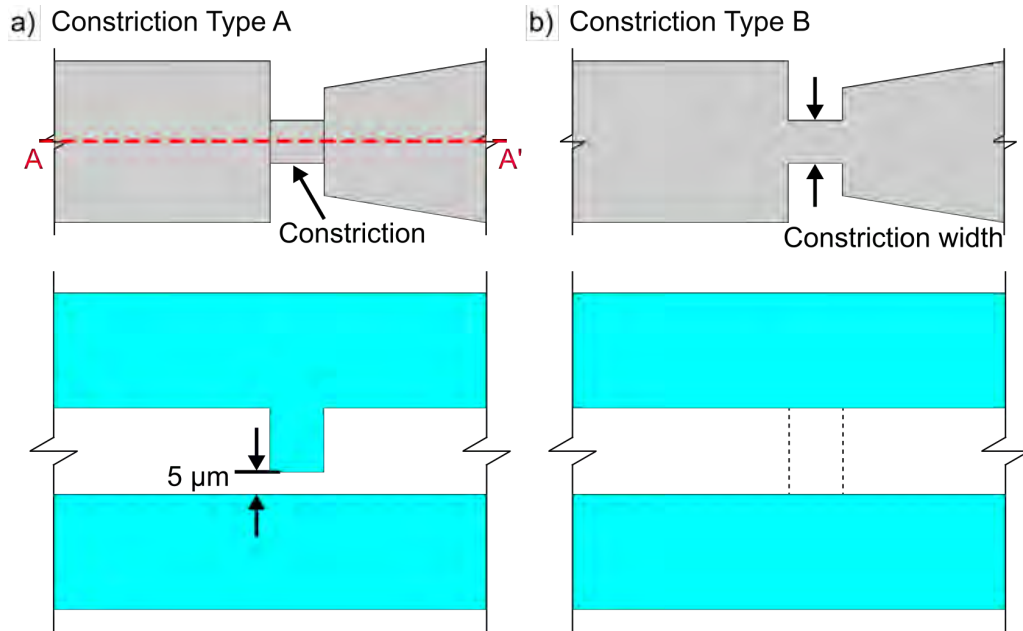 a) Constriction Type A
b) Constriction Type B
A
A'
Constriction
Constriction width
5 µm